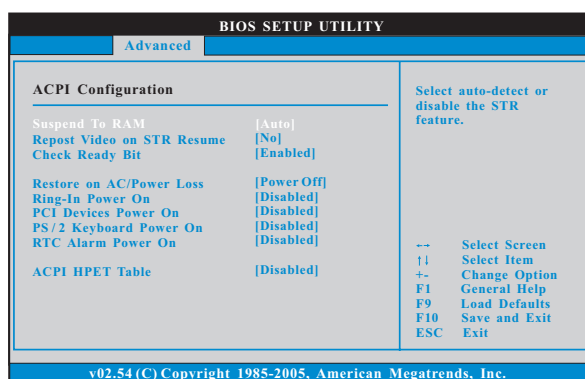 BIOS SETUP UTILITY
Advanced
ACPI Configuration
Suspend To RAM [Auto]
Repost Video on STR Resume [No]
Check Ready Bit [Enabled]
Restore on AC/Power Loss [Power Off]
Ring-In Power On [Disabled]
PCI Devices Power On [Disabled]
PS/2 Keyboard Power On [Disabled]
RTC Alarm Power On [Disabled]
ACPI HPET Table [Disabled]
Select auto-detect or
disable the STR
feature.
←→ Select Screen
↑↓ Select Item
+- Change Option
F1 General Help
F9 Load Defaults
F10 Save and Exit
ESC Exit
v02.54 (C) Copyright 1985-2005, American Megatrends, Inc.